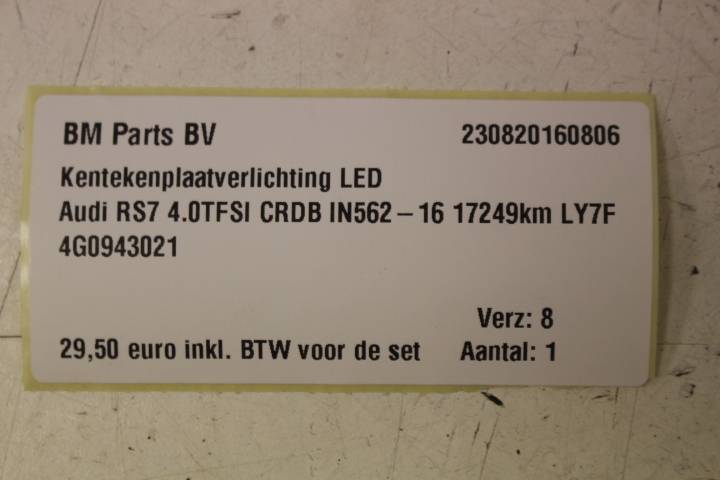 BM Parts BV 230820160806
Kentekenplaatverlichting LED
Audi RS7 4.0TFSI CRDB IN562 – 16 17249km LY7F
4G0943021
Verz: 8
29,50 euro inkl. BTW voor de set Aantal: 1